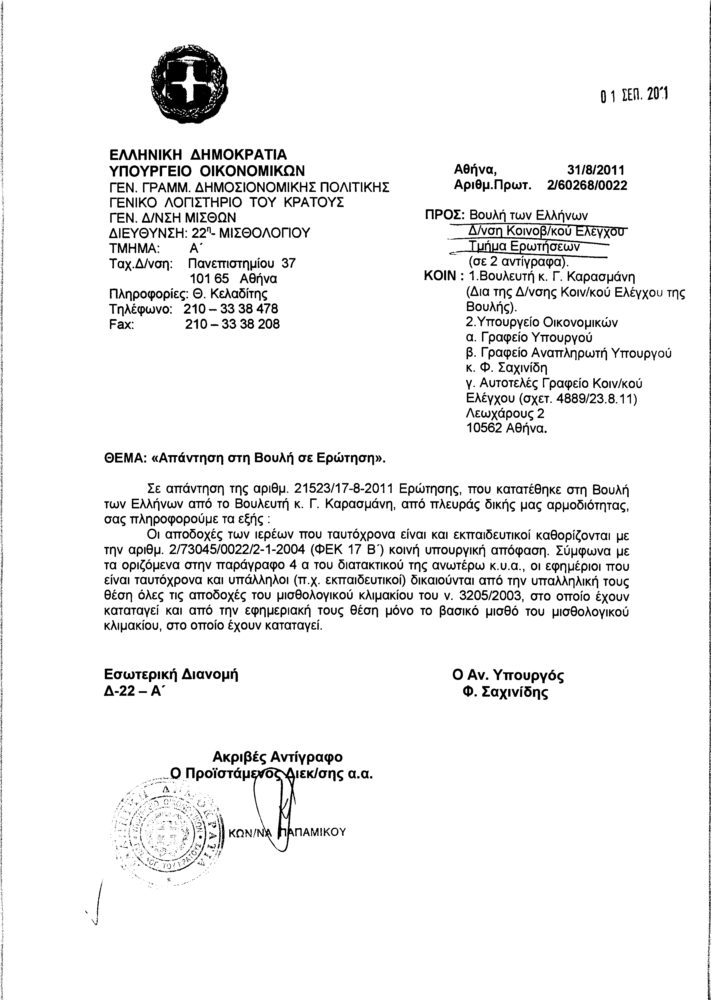 0 1 ΣΕΠ. 2011
ΕΛΛΗΝΙΚΗ ΔΗΜΟΚΡΑΤΙΑ
ΥΠΟΥΡΓΕΙΟ ΟΙΚΟΝΟΜΙΚΩΝ
ΓΕΝ. ΓΡΑΜΜ. ΔΗΜΟΣΙΟΝΟΜΙΚΗΣ ΠΟΛΙΤΙΚΗΣ
ΓΕΝΙΚΟ ΛΟΓΙΣΤΗΡΙΟ ΤΟΥ ΚΡΑΤΟΥΣ
ΓΕΝ. Δ/ΝΣΗ ΜΙΣΘΩΝ
ΔΙΕΥΘΥΝΣΗ: 22η- ΜΙΣΘΟΛΟΓΙΟΥ
ΤΜΗΜΑ: Α΄
Ταχ.Δ/νση: Πανεπιστημίου 37
101 65 Αθήνα
Πληροφορίες: Θ. Κελαδίτης
Τηλέφωνο: 210 – 33 38 478
Fax: 210 – 33 38 208
Αθήνα, 31/8/2011
Αριθμ.Πρωτ. 2/60268/0022
ΠΡΟΣ: Βουλή των Ελλήνων
Δ/νση Κοινοβ/κού Ελέγχου
Τμήμα Ερωτήσεων
(σε 2 αντίγραφα).
ΚΟΙΝ : 1.Βουλευτή κ. Γ. Καρασμάνη
(Δια της Δ/νσης Κοιν/κού Ελέγχου της
Βουλής).
2.Υπουργείο Οικονομικών
α. Γραφείο Υπουργού
β. Γραφείο Αναπληρωτή Υπουργού
κ. Φ. Σαχινίδη
γ. Αυτοτελές Γραφείο Κοιν/κού
Ελέγχου (σχετ. 4889/23.8.11)
Λεωχάρους 2
10562 Αθήνα.
ΘΕΜΑ: «Απάντηση στη Βουλή σε Ερώτηση».
Σε απάντηση της αριθμ. 21523/17-8-2011 Ερώτησης, που κατατέθηκε στη Βουλή
των Ελλήνων από το Βουλευτή κ. Γ. Καρασμάνη, από πλευράς δικής μας αρμοδιότητας,
σας πληροφορούμε τα εξής :
Οι αποδοχές των ιερέων που ταυτόχρονα είναι και εκπαιδευτικοί καθορίζονται με
την αριθμ. 2/73045/0022/2-1-2004 (ΦΕΚ 17 Β΄) κοινή υπουργική απόφαση. Σύμφωνα με
τα οριζόμενα στην παράγραφο 4 α του διατακτικού της ανωτέρω κ.υ.α., οι εφημέριοι που
είναι ταυτόχρονα και υπάλληλοι (π.χ. εκπαιδευτικοί) δικαιούνται από την υπαλληλική τους
θέση όλες τις αποδοχές του μισθολογικού κλιμακίου του ν. 3205/2003, στο οποίο έχουν
καταταγεί και από την εφημεριακή τους θέση μόνο το βασικό μισθό του μισθολογικού
κλιμακίου, στο οποίο έχουν καταταγεί.
Εσωτερική Διανομή
Δ-22 – Α΄
Ο Αν. Υπουργός
Φ. Σαχινίδης
Ακριβές Αντίγραφο
Ο Προϊστάμενος Διεκ/σης α.α.
ΕΛΛΗΝΙΚΗ ΔΗΜΟΚΡΑΤΙΑ
ΥΠΟΥΡΓΕΙΟ ΟΙΚΟΝΟΜΙΚΩΝ
ΓΕΝ. ΛΟΓ. ΤΟΥ ΚΡΑΤΟΥΣ
ΚΩΝ/ΝΑ ΠΑΠΑΜΙΚΟΥ